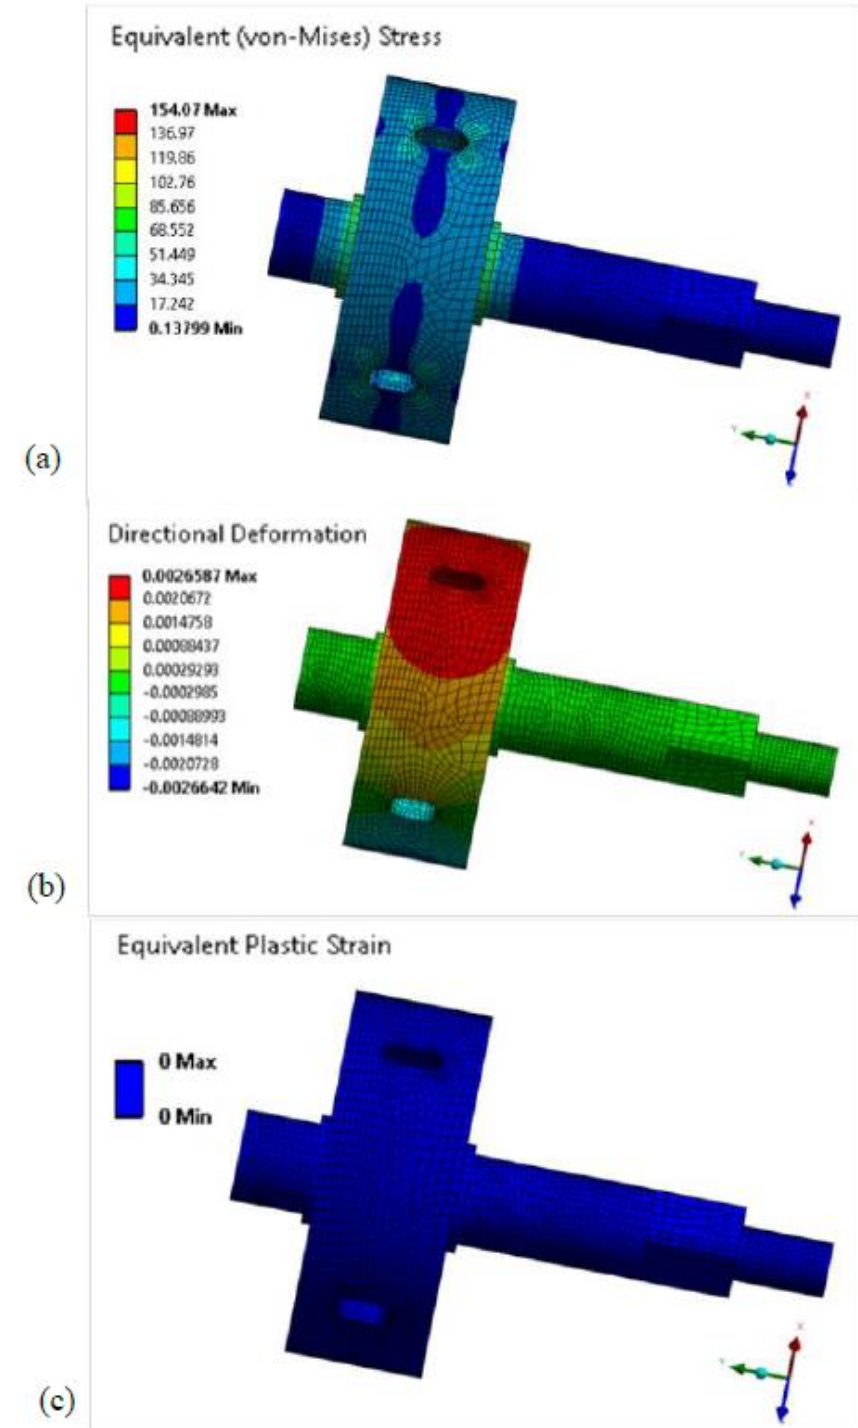 Equivalent (von-Mises) Stress
154.07 Max
136.97
119.86
102.76
85.656
68.552
51.449
34.345
17.242
0.13799 Min
X
Y
(a)
Directional Deformation
0.0026587 Max
0.0020672
0.0014758
0.00088437
0.00029293
-0.0002985
-0.00088993
-0.0014814
-0.0020728
-0.0026642 Min
X
(b)
Equivalent Plastic Strain
0 Max
0 Min
X
Y
(c)